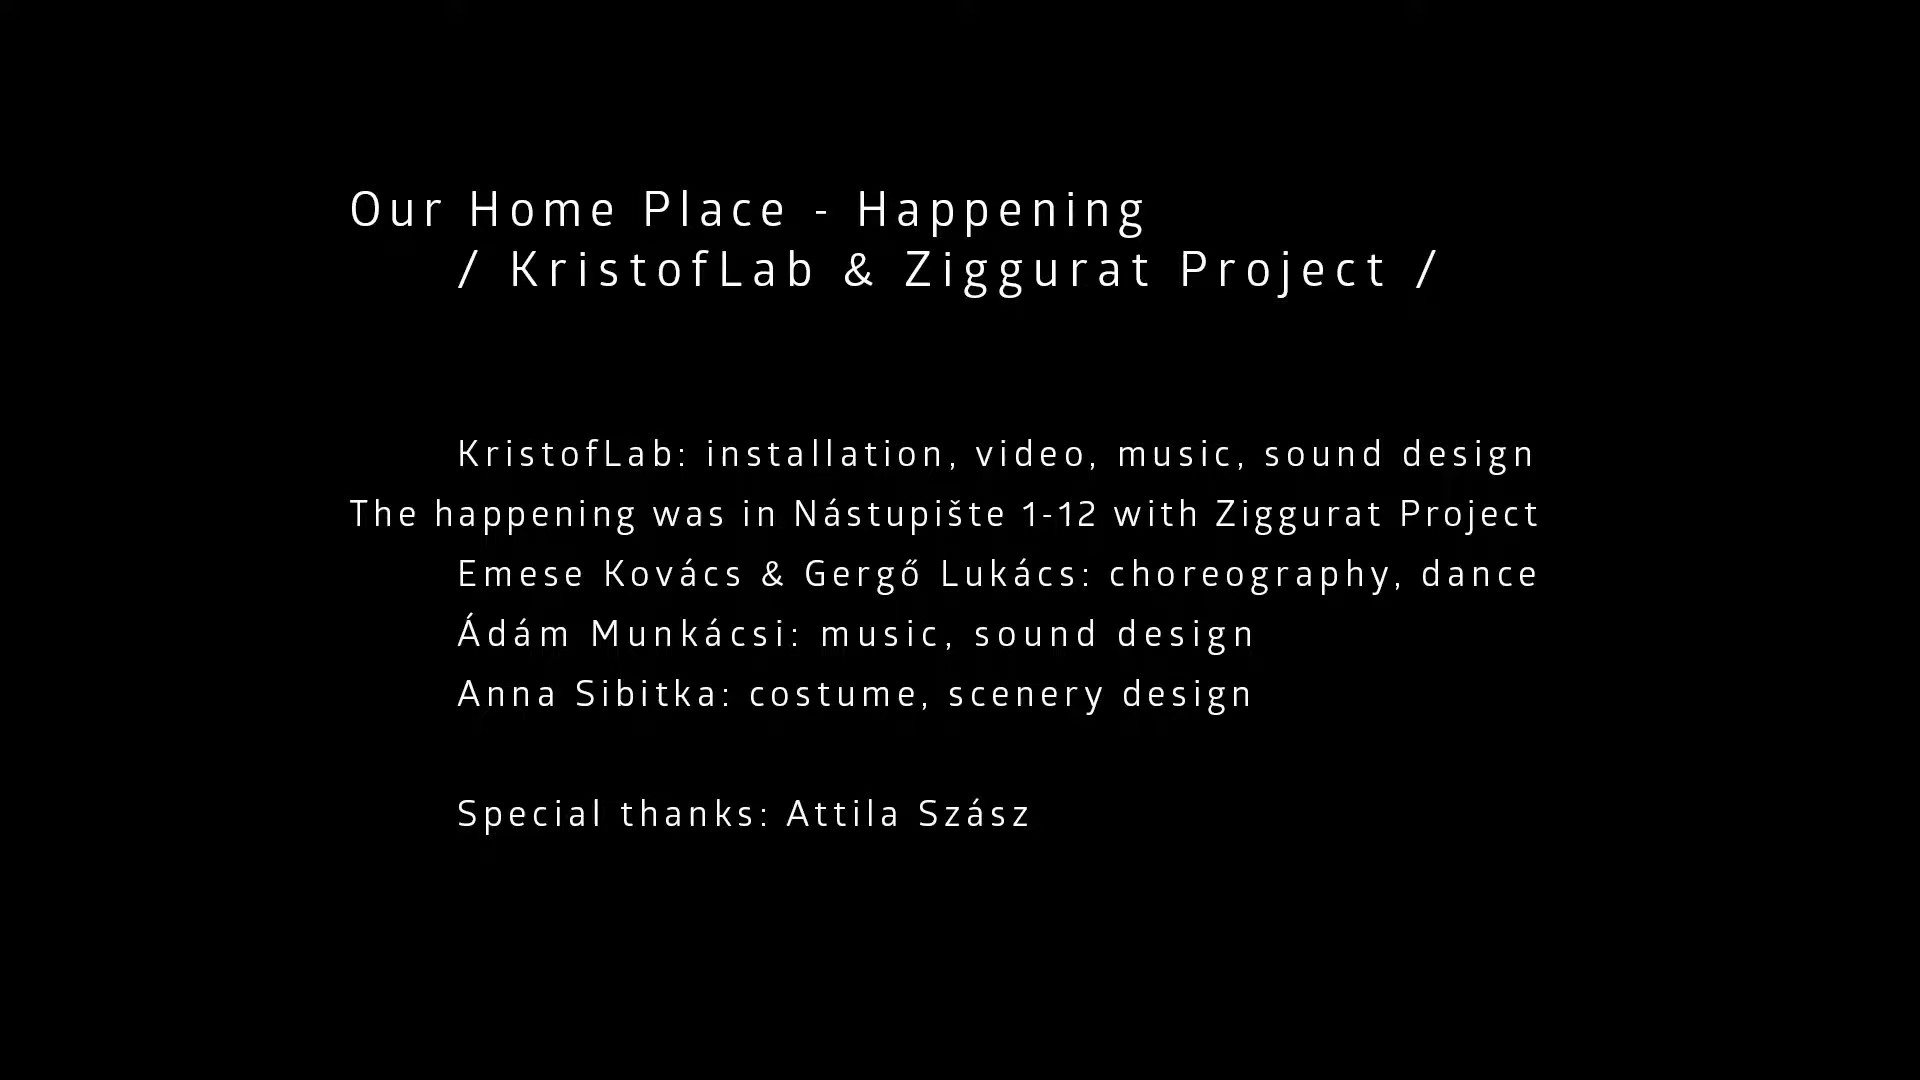 Our Home Place - Happening
/ KristofLab & Ziggurat Project /
KristofLab: installation, video, music, sound design
The happening was in Nástupište 1-12 with Ziggurat Project
Emese Kovács & Gergő Lukács: choreography, dance
Ádám Munkácsi: music, sound design
Anna Sibitka: costume, scenery design
Special thanks: Attila Szász